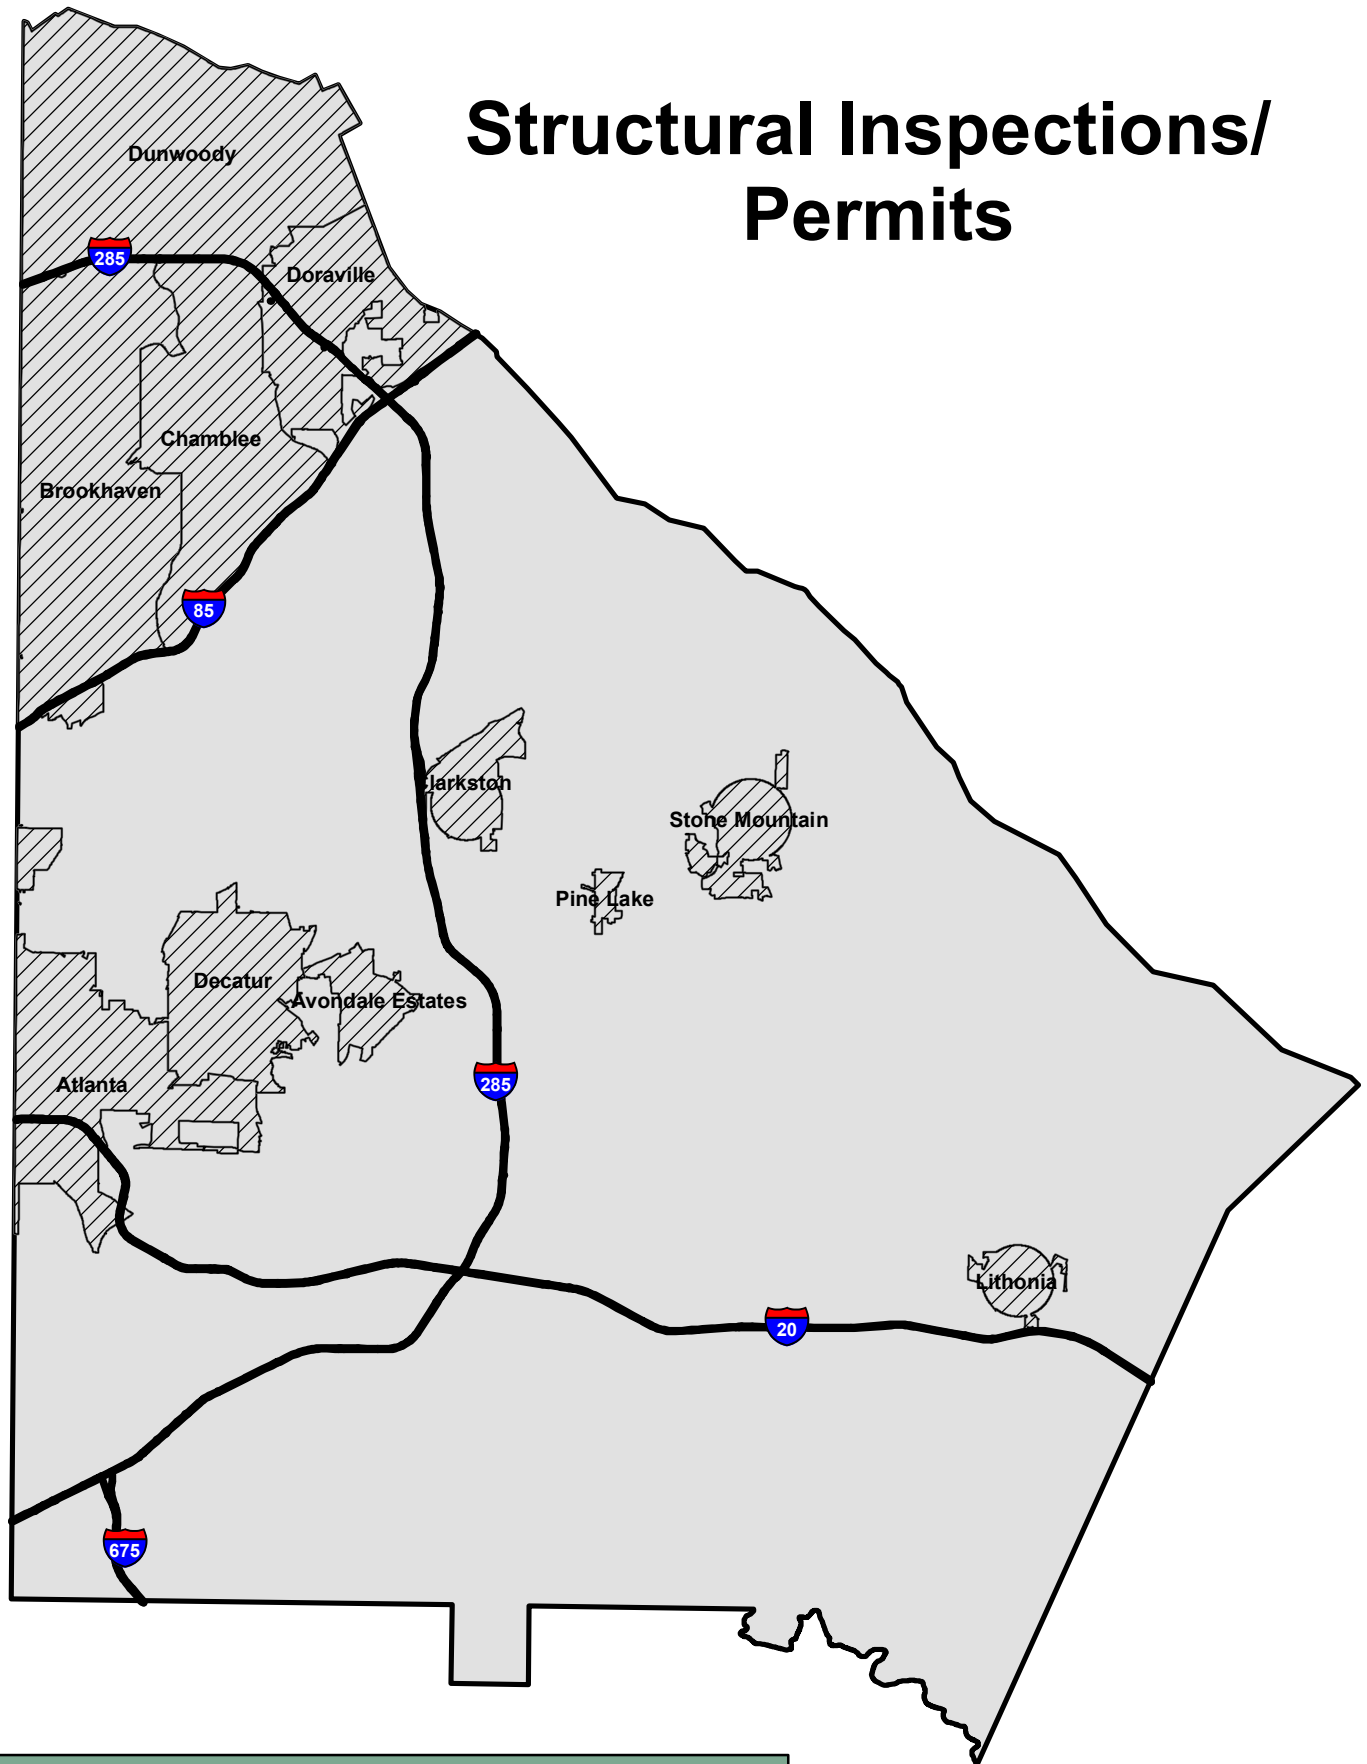 Structural Inspections/
Permits
Dunwoody
285
Doraville
Chamblee
Brookhaven
85
Clarkston
Stone Mountain
Pine Lake
Decatur
Avondale Estates
285
Atlanta
Lithonia
20
675